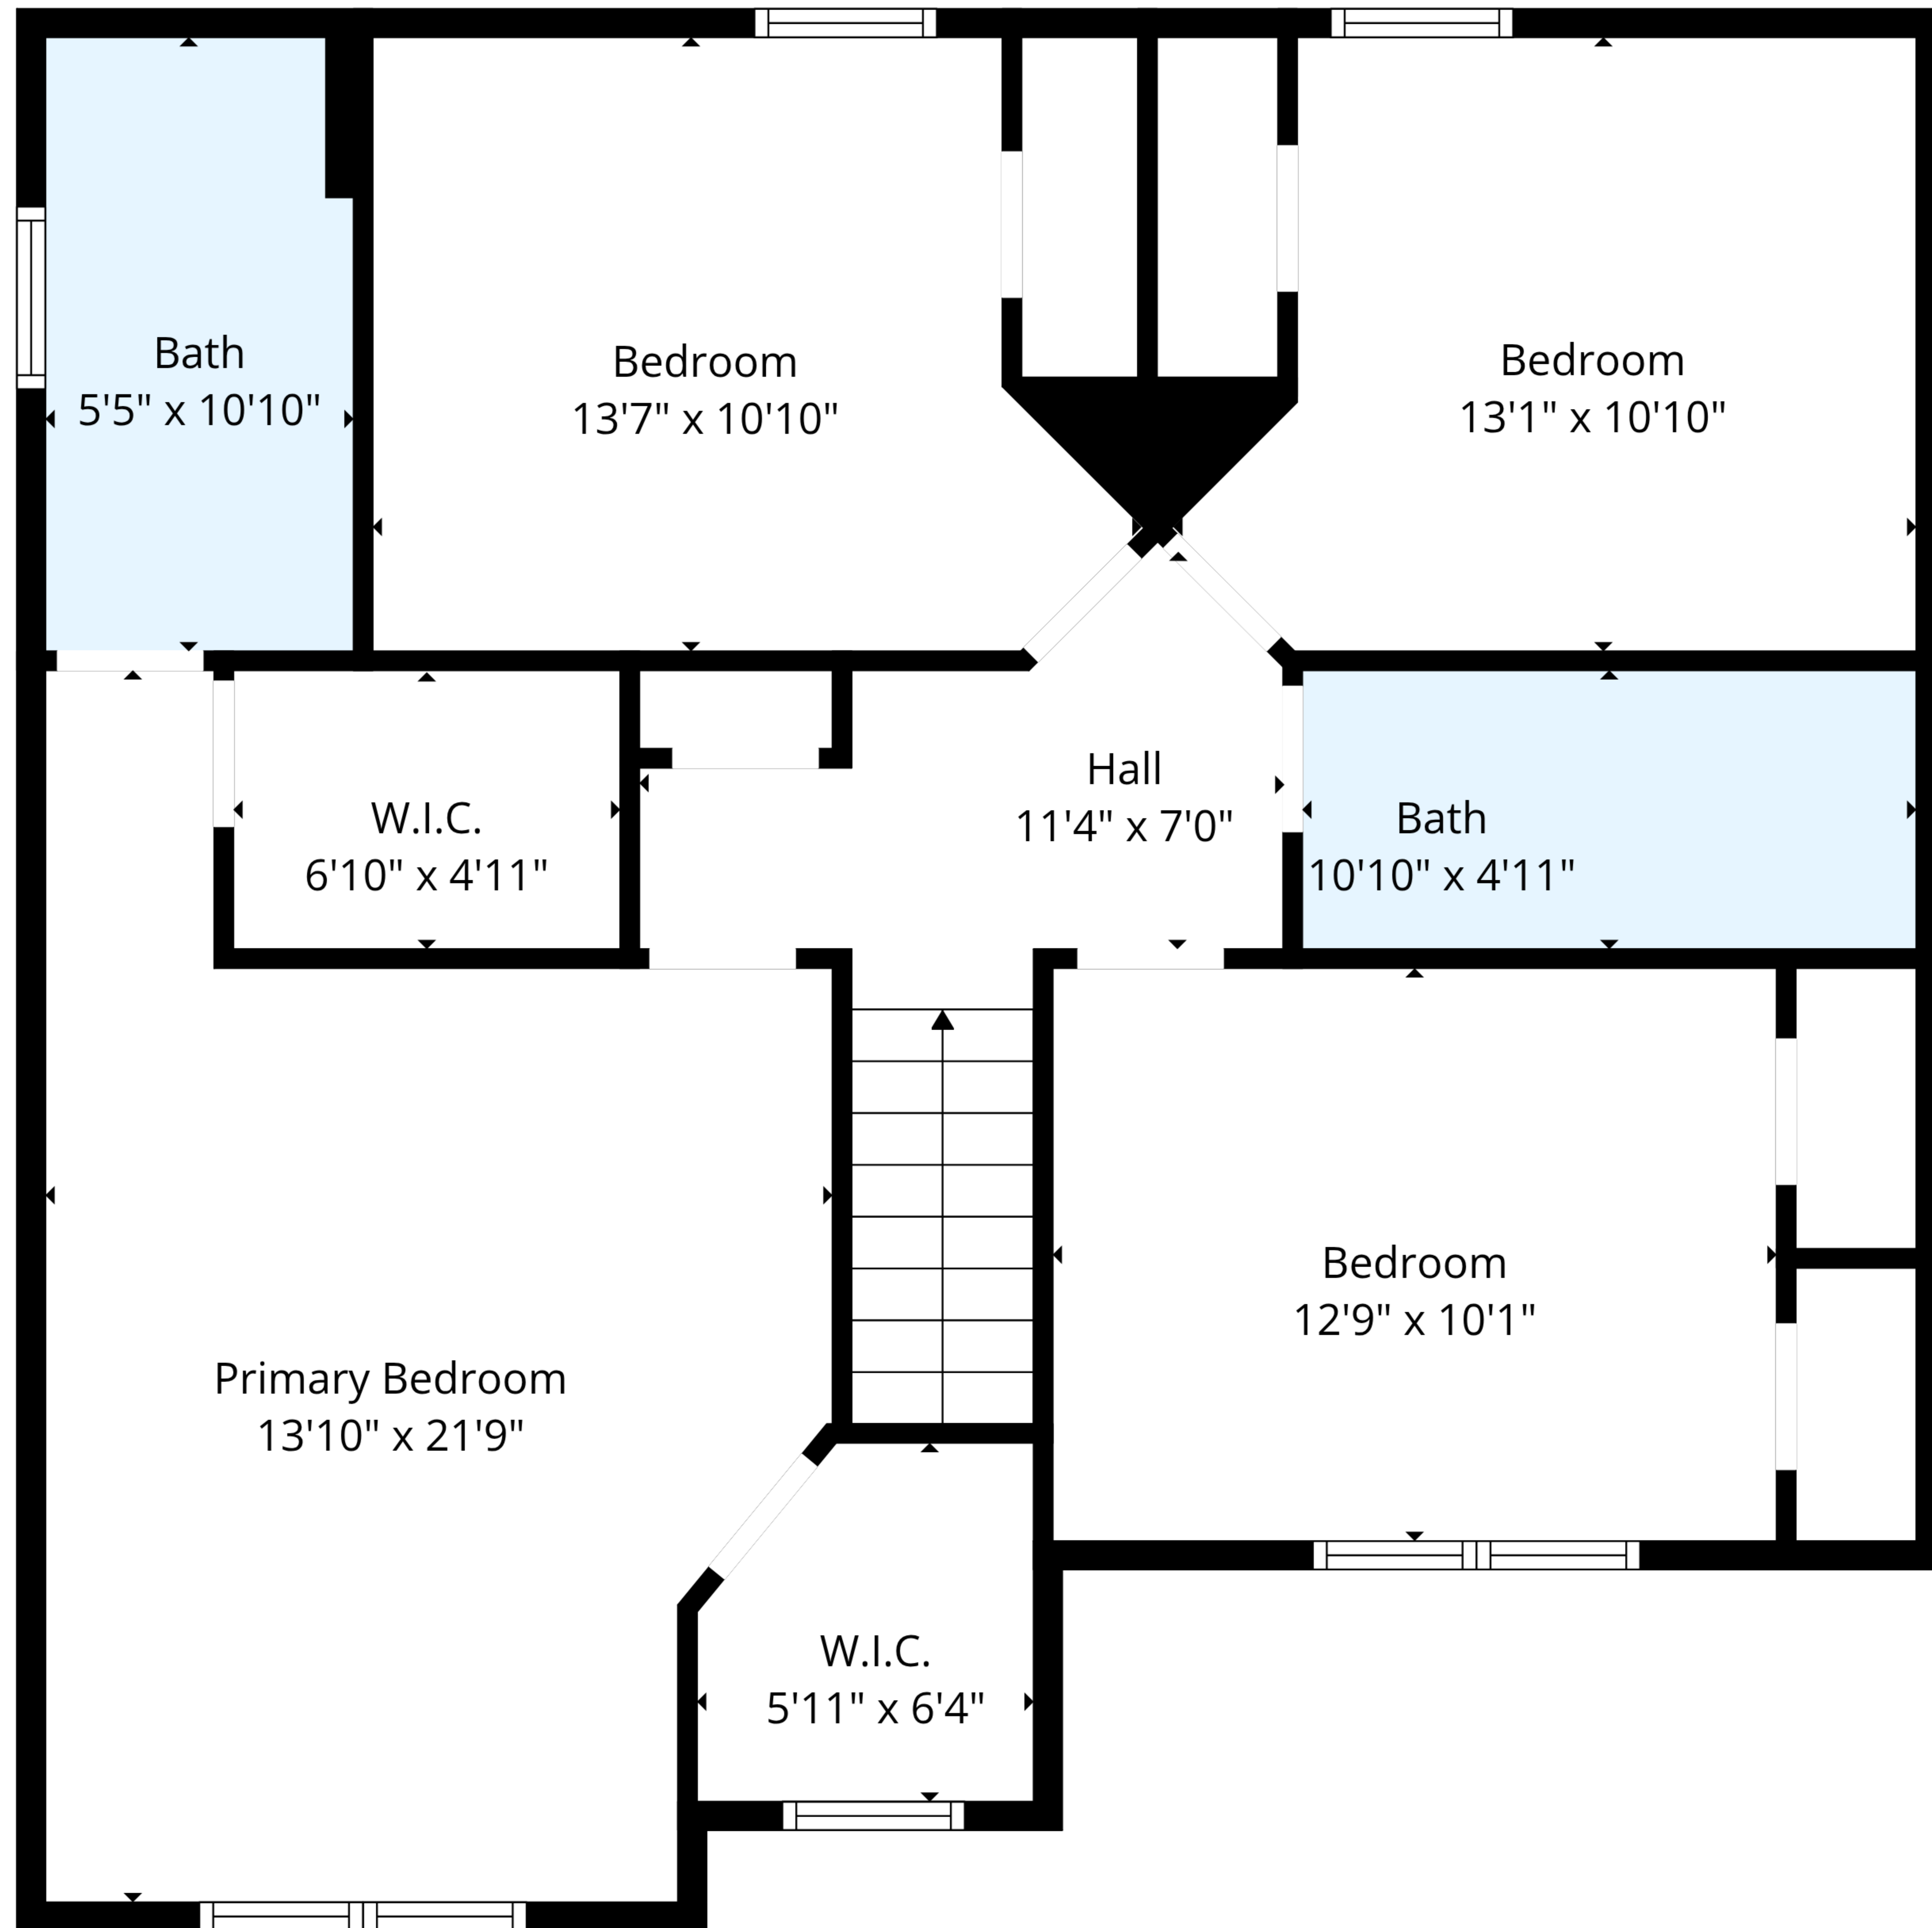 Bath
5'5" x 10'10"
Bedroom
13'7" x 10'10"
Bedroom
13'1" x 10'10"
W.I.C.
6'10" x 4'11"
Hall
11'4" x 7'0"
Bath
10'10" x 4'11"
Bedroom
12'9" x 10'1"
Primary Bedroom
13'10" x 21'9"
W.I.C.
5'11" x 6'4"